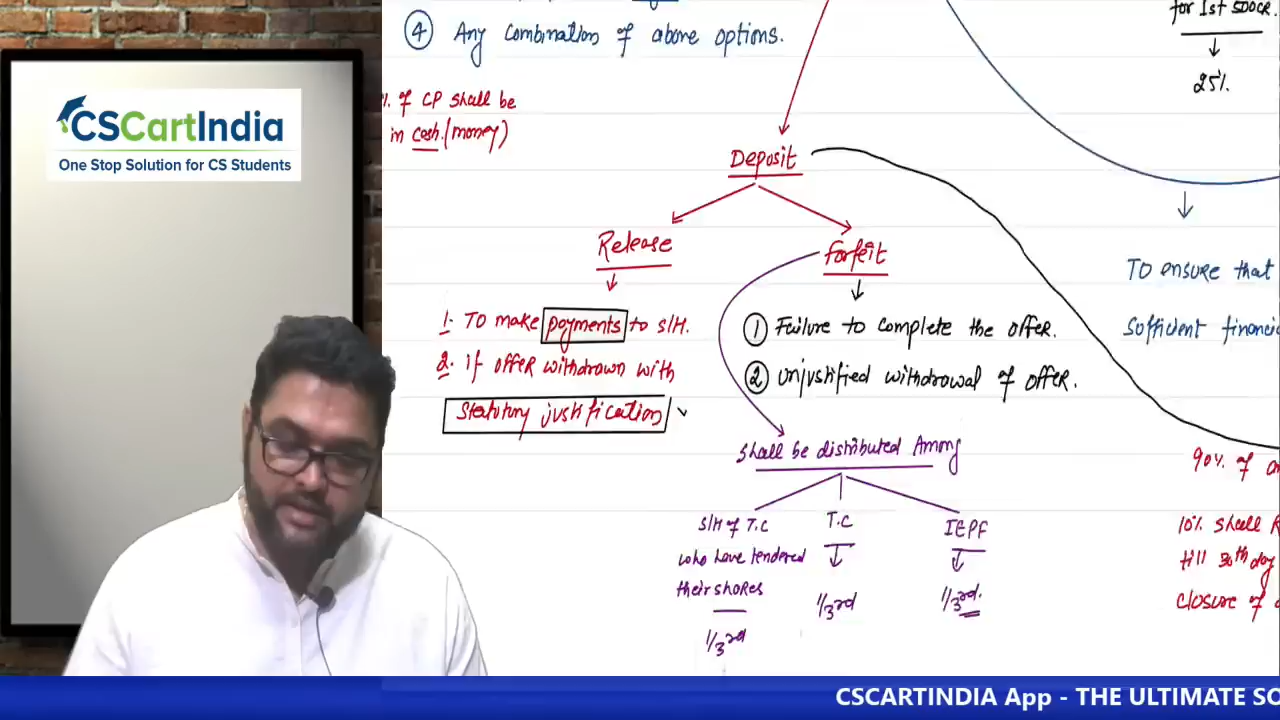 ④ Any combination of above options.
for 1st 500CR
25%
% of CP shall be
in cash. (money)
CSCartIndia
One Stop Solution for CS Students
Deposit
Release
forfeit
1. To make payments to S/H.
2. if offer withdrawn with
Statutory justification
① Failure to complete the offer.
② unjustified withdrawal of offer.
To ensure that
Sufficient financi
Shall be distributed Among
S/H of T.C
who have tendered
their shares
1/3rd
T.C
1/3rd
IEPF
1/3rd.
90% of
10% shall
till 30th day
closure of
CSCARTINDIA App - THE ULTIMATE SO